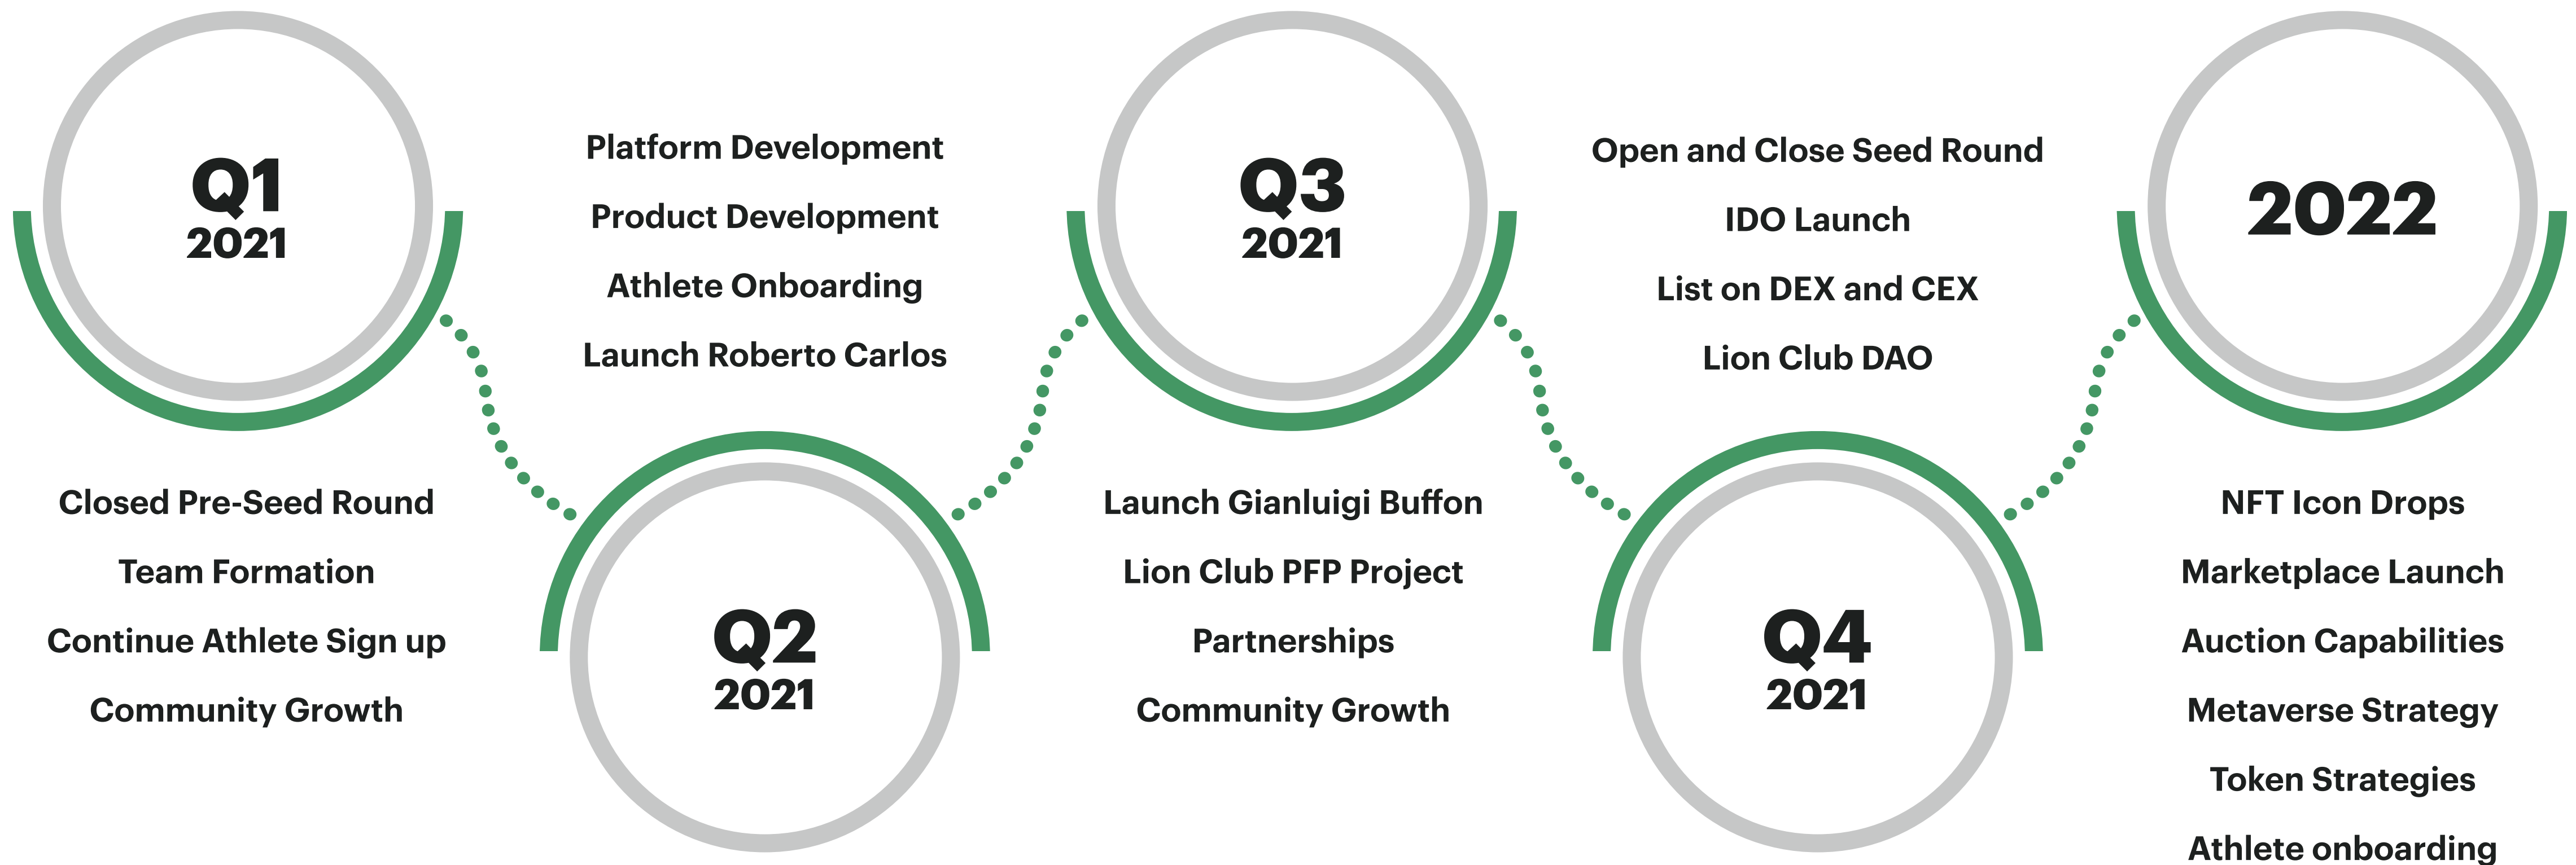 Q1
2021
Closed Pre-Seed Round
Team Formation
Continue Athlete Sign up
Community Growth
Platform Development
Product Development
Athlete Onboarding
Launch Roberto Carlos
Q2
2021
Q3
2021
Launch Gianluigi Buffon
Lion Club PFP Project
Partnerships
Community Growth
Open and Close Seed Round
IDO Launch
List on DEX and CEX
Lion Club DAO
Q4
2021
2022
NFT Icon Drops
Marketplace Launch
Auction Capabilities
Metaverse Strategy
Token Strategies
Athlete onboarding